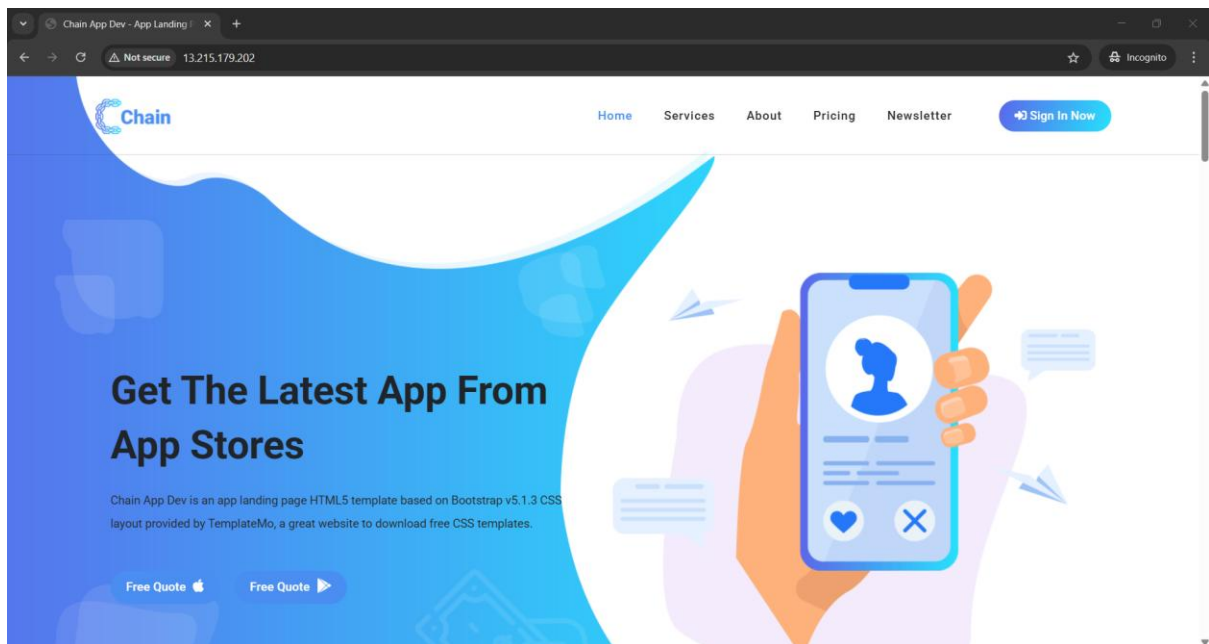 Chain App Dev - App Landing
Not secure 13.215.179.202
Incognito
Chain
Home Services About Pricing Newsletter Sign In Now
Get The Latest App From
App Stores
Chain App Dev is an app landing page HTML5 template based on Bootstrap v5.1.3 CSS
layout provided by TemplateMo, a great website to download free CSS templates.
Free Quote Free Quote